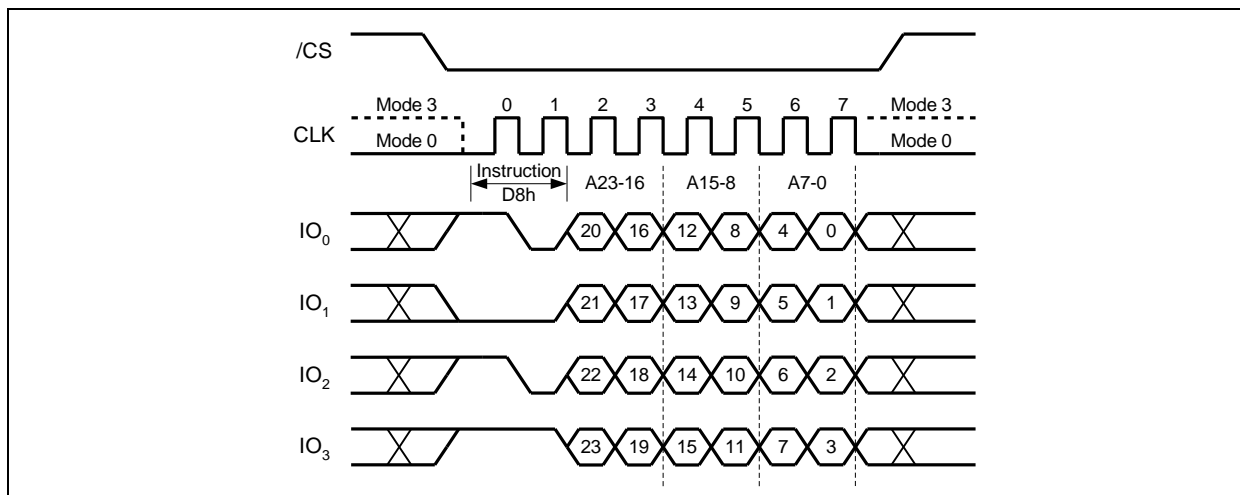 /CS
Mode 3 0 1 2 3 4 5 6 7 Mode 3
CLK
Mode 0 Mode 0
Instruction
D8h
A23-16 A15-8 A7-0
IO0 20 16 12 8 4 0
IO1 21 17 13 9 5 1
IO2 22 18 14 10 6 2
IO3 23 19 15 11 7 3